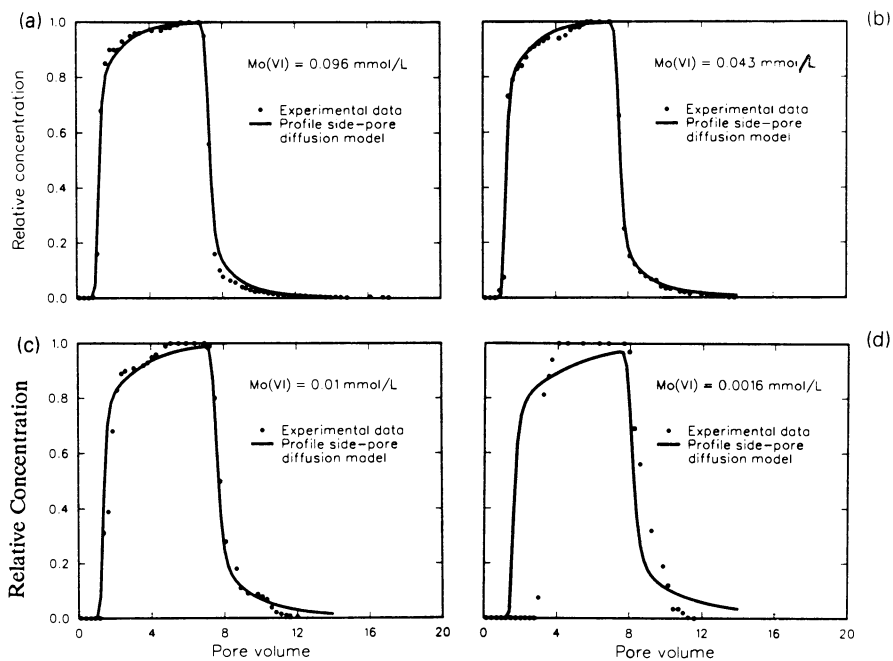 (a)
1.0
0.8
0.6
0.4
0.2
0.0
Relative concentration
Mo(VI) = 0.096 mmol/L
Experimental data
Profile side-pore
diffusion model
(b)
Mo(VI) = 0.043 mmol/L
Experimental data
Profile side-pore
diffusion model
(c)
1.0
0.8
0.6
0.4
0.2
0.0
Relative Concentration
Mo(VI) = 0.01 mmol/L
Experimental data
Profile side-pore
diffusion model
0 4 8 12 16 20
Pore volume
(d)
Mo(VI) = 0.0016 mmol/L
Experimental data
Profile side-pore
diffusion model
0 4 8 12 16 20
Pore volume